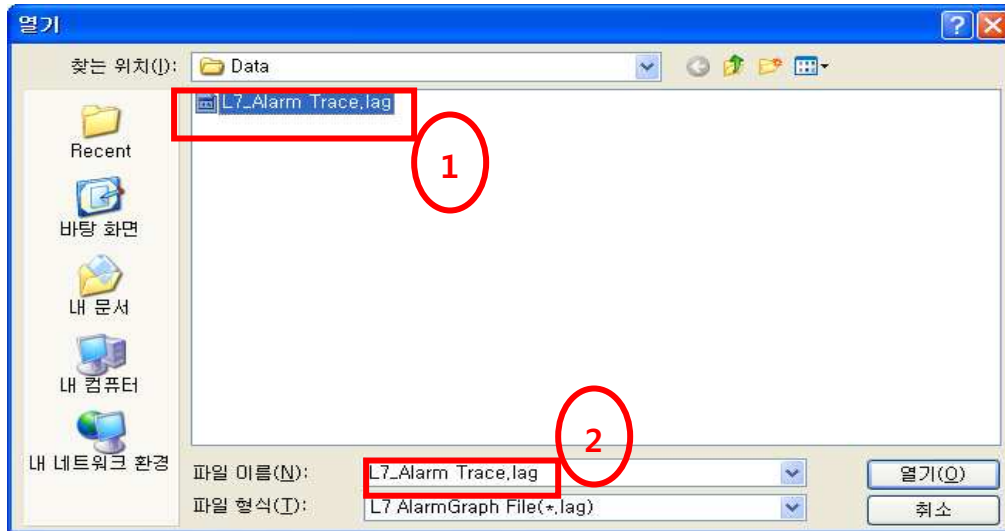 열기
찾는 위치(I): Data
L7_Alarm Trace.lag
1
Recent
바탕 화면
내 문서
내 컴퓨터
내 네트워크 환경
2
파일 이름(N): L7_Alarm Trace.lag 열기(O)
파일 형식(T): L7 AlarmGraph File(*.lag) 취소